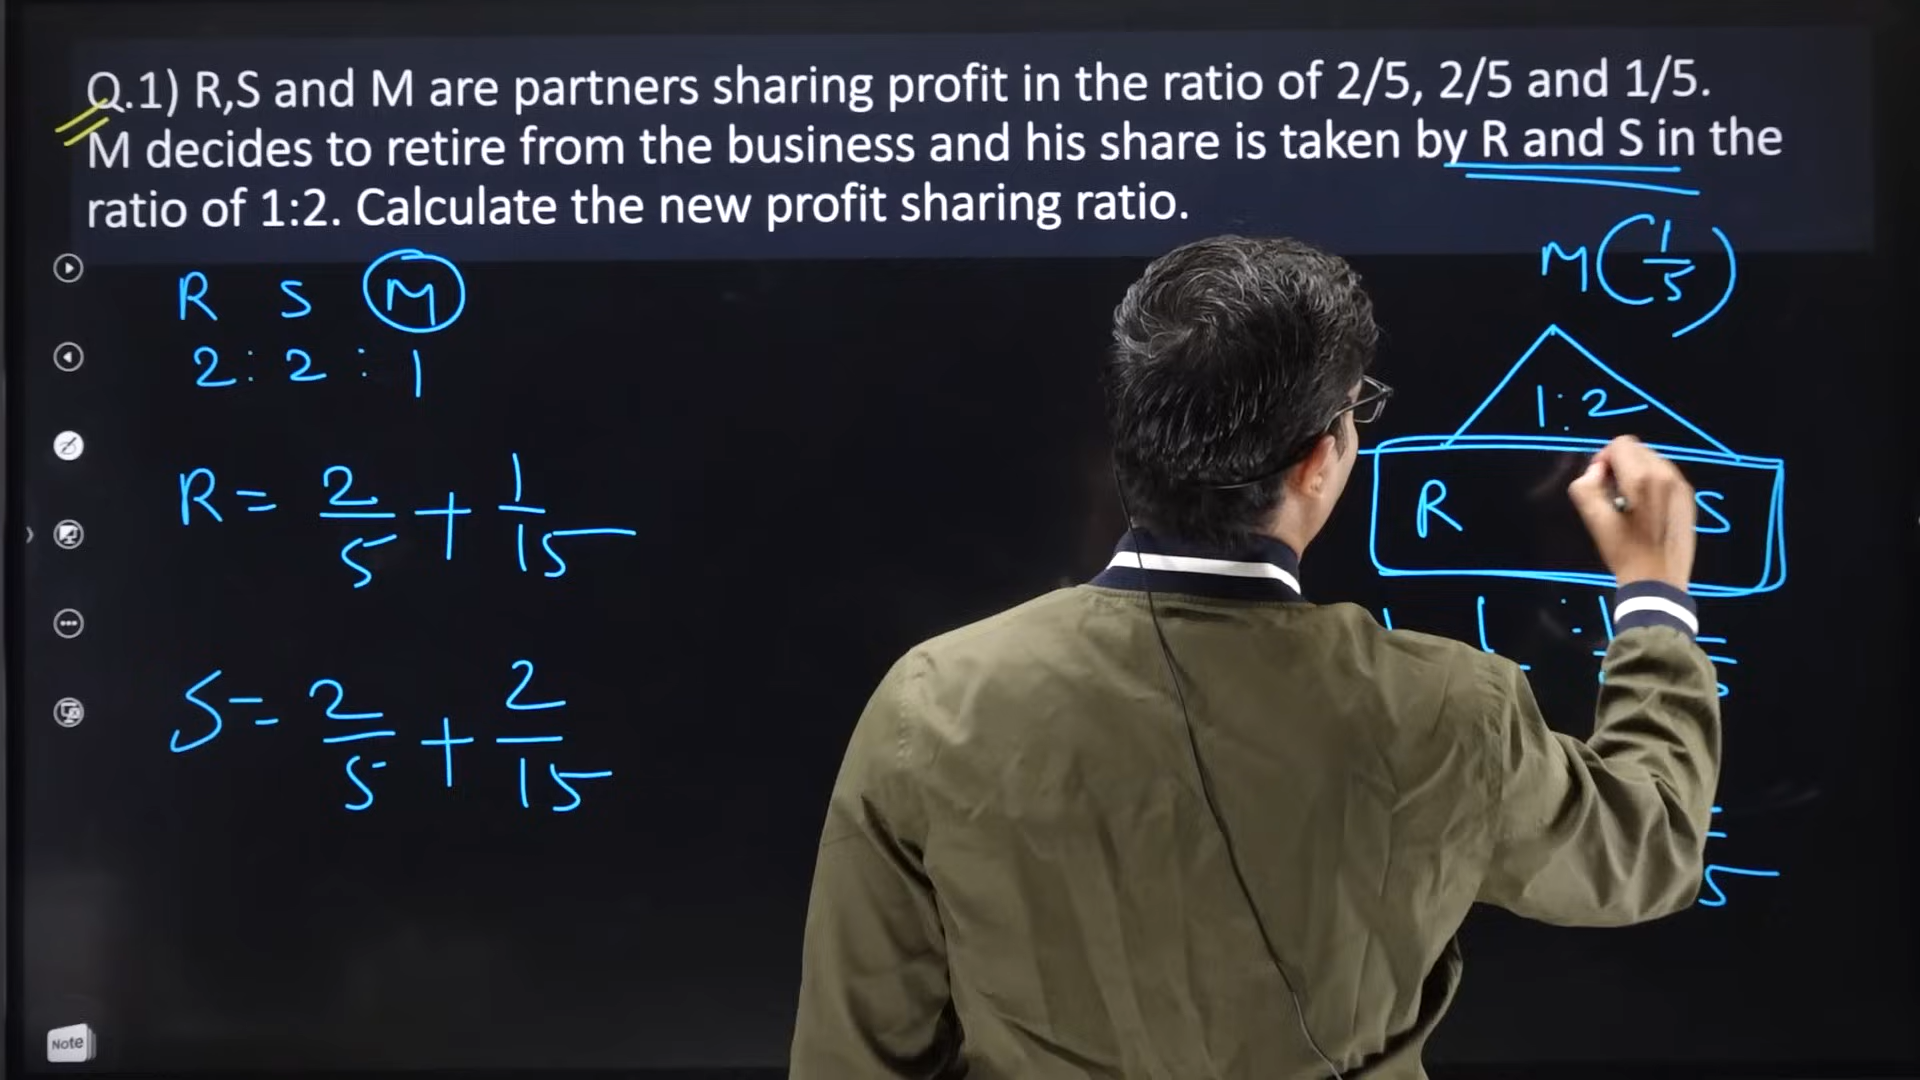 Q.1) R,S and M are partners sharing profit in the ratio of 2/5, 2/5 and 1/5.
M decides to retire from the business and his share is taken by R and S in the
ratio of 1:2. Calculate the new profit sharing ratio.
R S M
2 : 2 : 1
R = 2/5 + 1/15
S = 2/5 + 2/15
M (1/5)
1:2
R S
Note